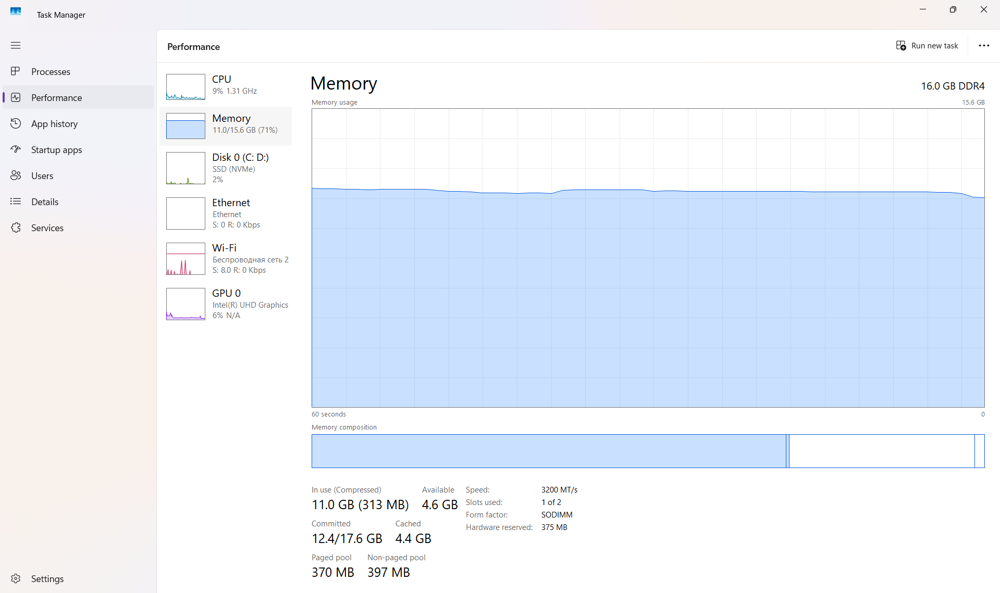 Task Manager
Processes
Performance
App history
Startup apps
Users
Details
Services
Settings
Performance
Run new task
CPU
9% 1.31 GHz
Memory
11.0/15.6 GB (71%)
Disk 0 (C: D:)
SSD (NVMe)
2%
Ethernet
Ethernet
S: 0 R: 0 Kbps
Wi-Fi
Беспроводная сеть 2
S: 8.0 R: 0 Kbps
GPU 0
Intel(R) UHD Graphics
6% N/A
Memory
16.0 GB DDR4
Memory usage
15.6 GB
60 seconds
0
Memory composition
In use (Compressed)
11.0 GB (313 MB)
Available
4.6 GB
Committed
12.4/17.6 GB
Cached
4.4 GB
Paged pool
370 MB
Non-paged pool
397 MB
Speed: 3200 MT/s
Slots used: 1 of 2
Form factor: SODIMM
Hardware reserved: 375 MB